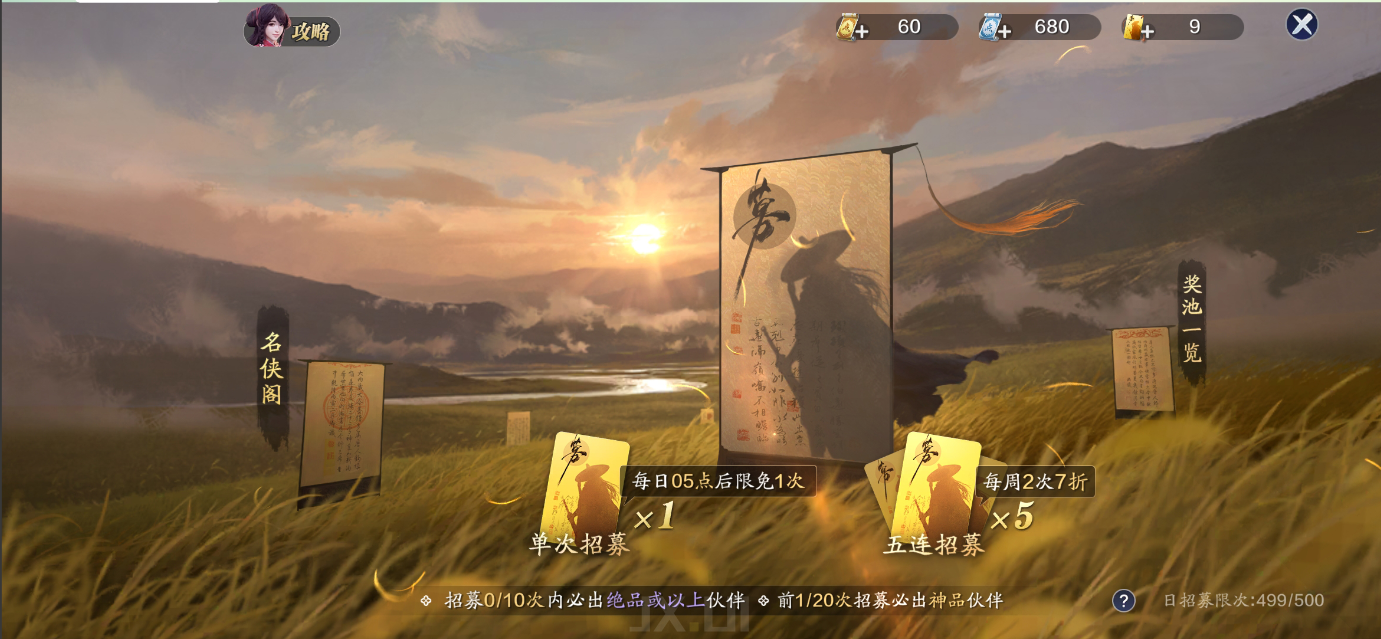 攻略
60
680
9
募
名侠阁
奖池一览
募
每日05点后限免1次
×1
单次招募
募
每周2次7折
×5
五连招募
招募0/10次内必出绝品或以上伙伴
前1/20次招募必出神品伙伴
?
日招募限次:499/500